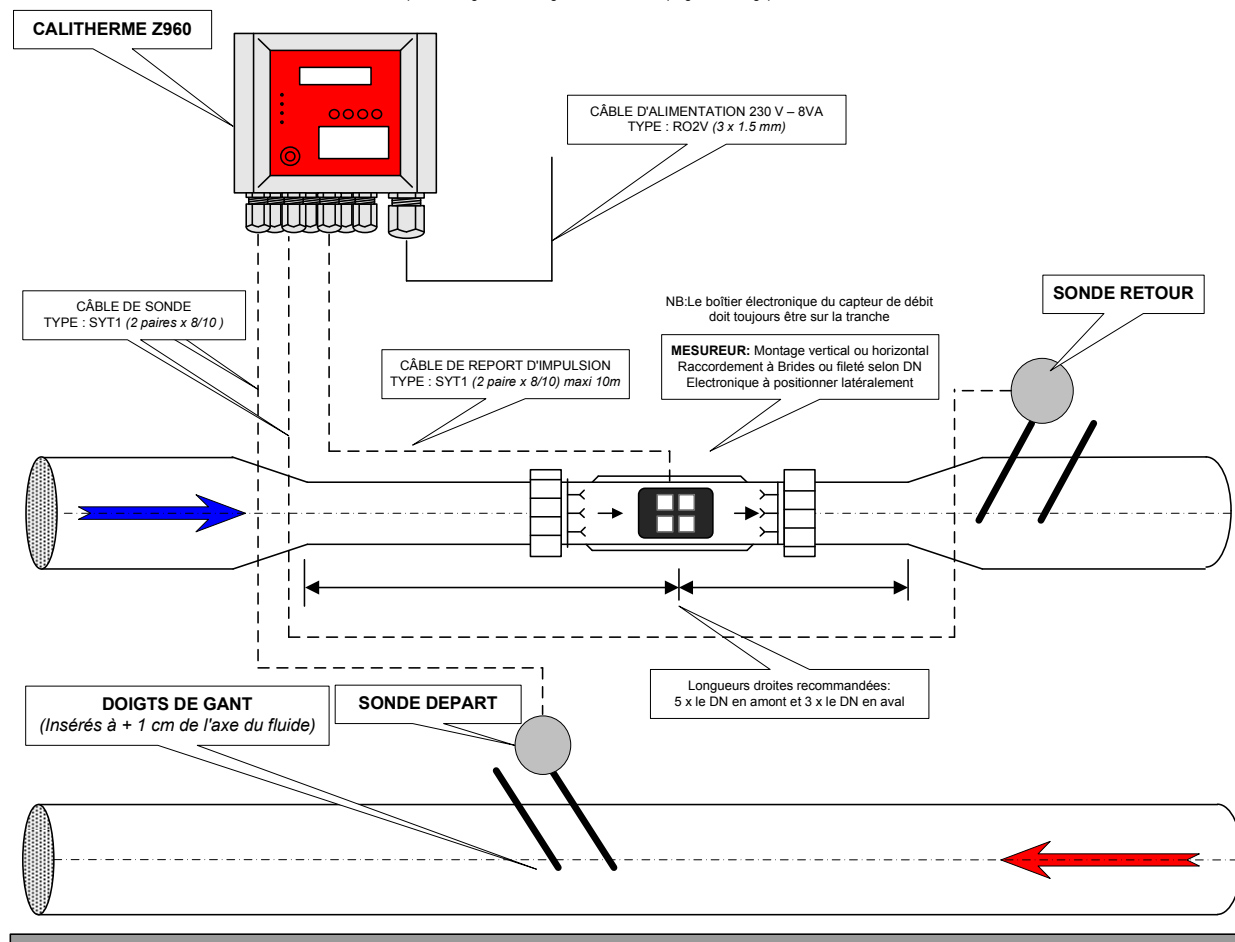 CALITHERME Z960
CÂBLE D'ALIMENTATION 230 V – 8VA
TYPE : RO2V (3 x 1.5 mm)
CÂBLE DE SONDE
TYPE : SYT1 (2 paires x 8/10 )
NB:Le boîtier électronique du capteur de débit
doit toujours être sur la tranche
SONDE RETOUR
CÂBLE DE REPORT D'IMPULSION
TYPE : SYT1 (2 paire x 8/10) maxi 10m
MESUREUR: Montage vertical ou horizontal
Raccordement à Brides ou fileté selon DN
Electronique à positionner latéralement
Longueurs droites recommandées:
5 x le DN en amont et 3 x le DN en aval
DOIGTS DE GANT
(Insérés à + 1 cm de l'axe du fluide)
SONDE DEPART